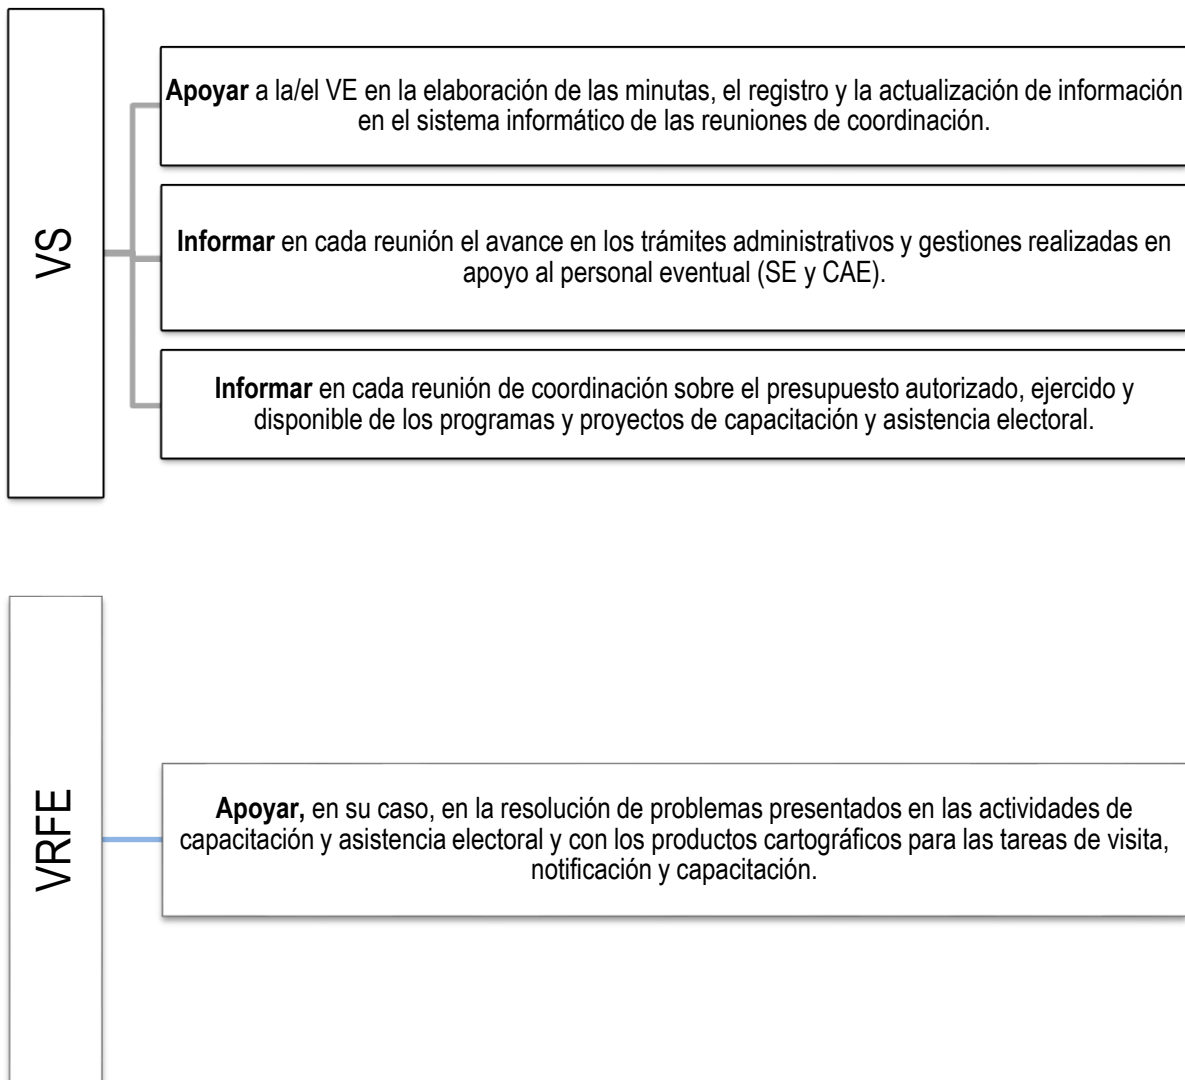 VS
Apoyar a la/el VE en la elaboración de las minutas, el registro y la actualización de información
en el sistema informático de las reuniones de coordinación.
Informar en cada reunión el avance en los trámites administrativos y gestiones realizadas en
apoyo al personal eventual (SE y CAE).
Informar en cada reunión de coordinación sobre el presupuesto autorizado, ejercido y
disponible de los programas y proyectos de capacitación y asistencia electoral.
VRFE
Apoyar, en su caso, en la resolución de problemas presentados en las actividades de
capacitación y asistencia electoral y con los productos cartográficos para las tareas de visita,
notificación y capacitación.